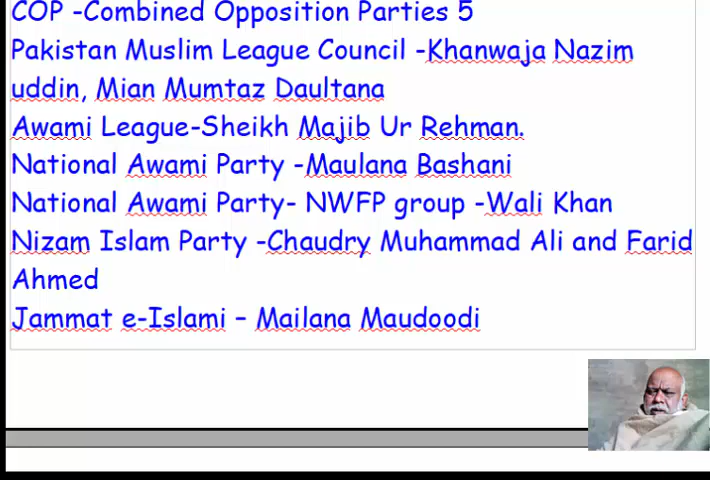 COP -Combined Opposition Parties 5
Pakistan Muslim League Council -Khanwaja Nazim
uddin, Mian Mumtaz Daultana
Awami League-Sheikh Majib Ur Rehman.
National Awami Party -Maulana Bashani
National Awami Party- NWFP group -Wali Khan
Nizam Islam Party -Chaudry Muhammad Ali and Farid
Ahmed
Jammat e-Islami – Mailana Maudoodi